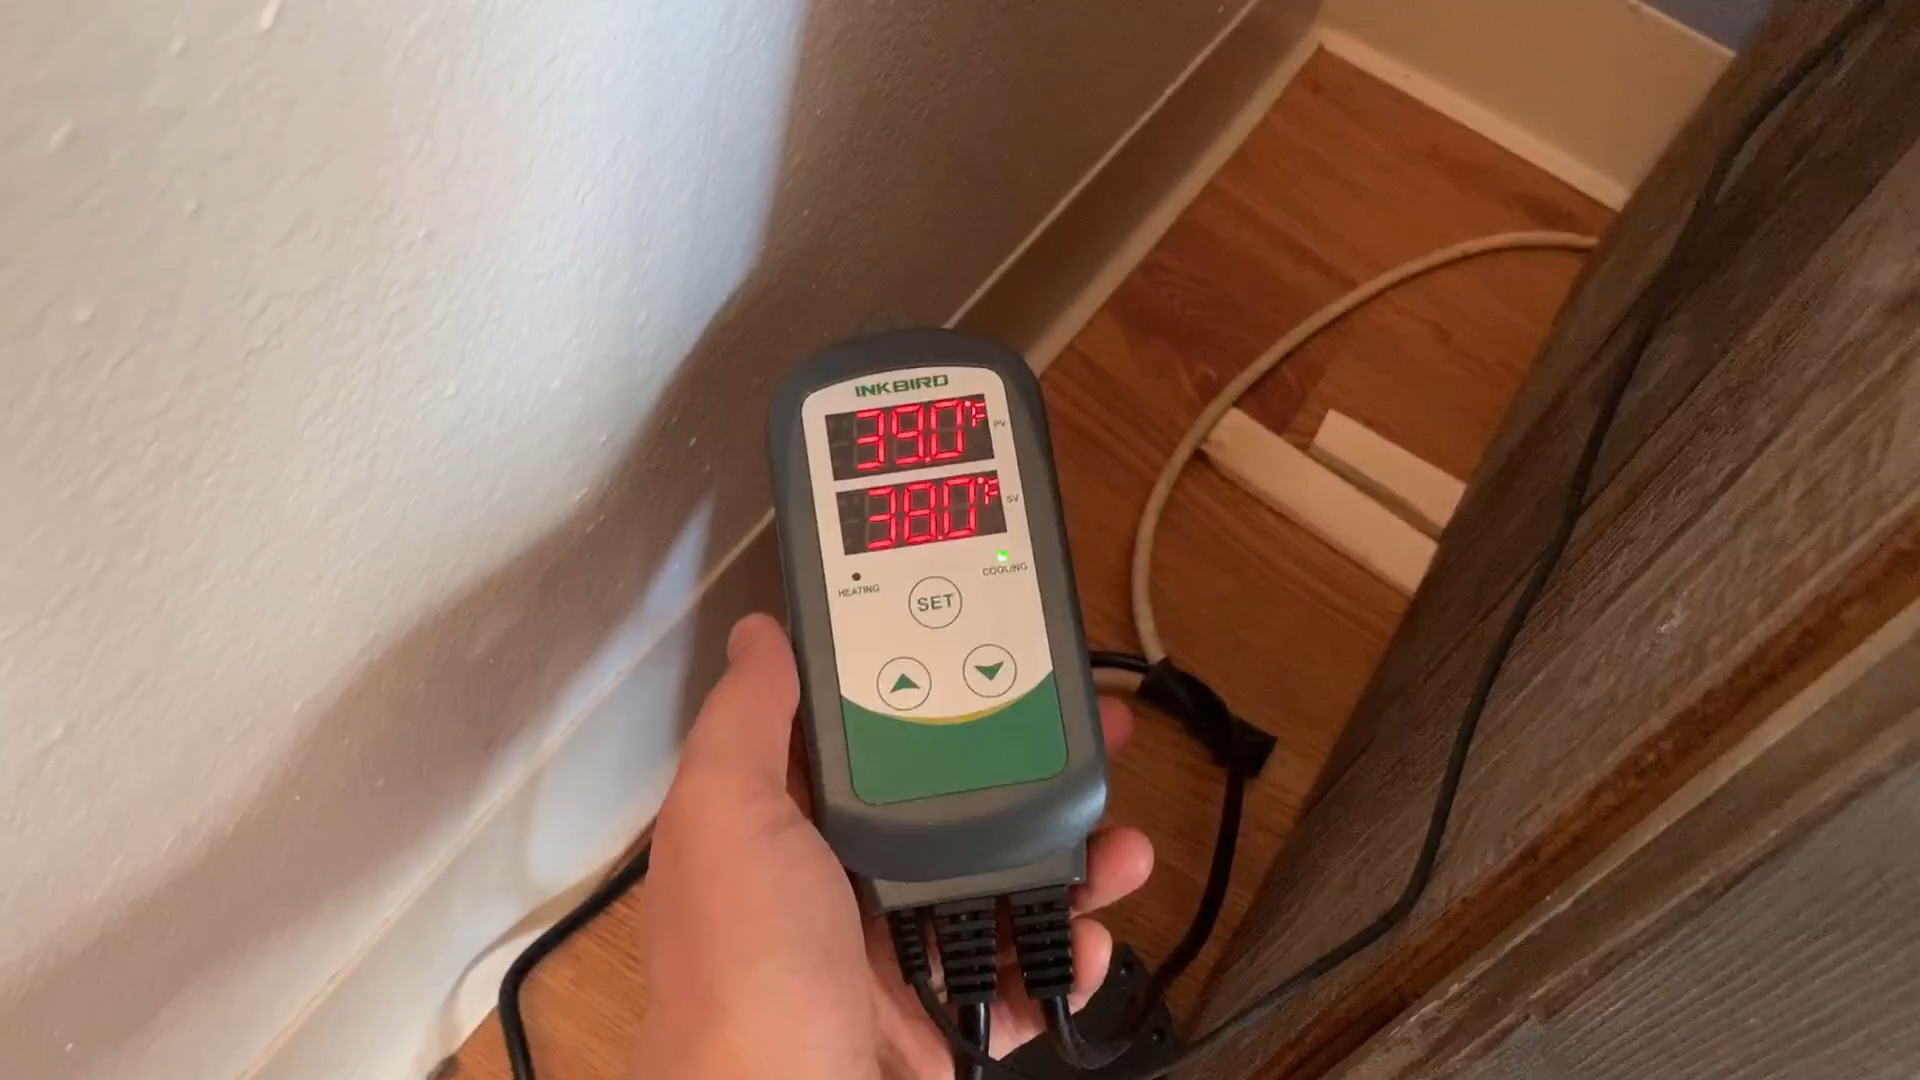 INKBIRD
39.0°F PV
38.0°F SV
HEATING
COOLING
SET